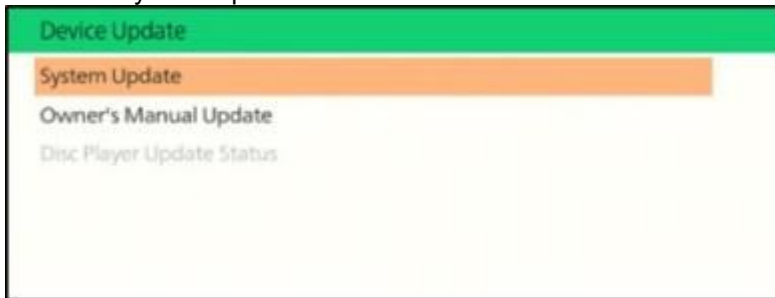 Device Update
System Update
Owner's Manual Update
Disc Player Update Status